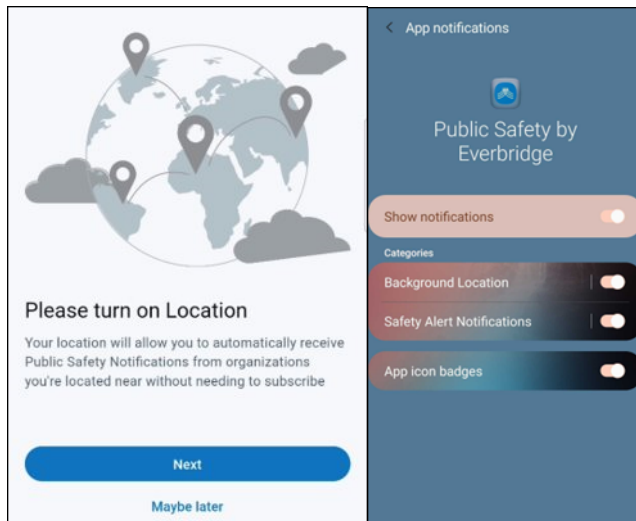 Please turn on Location
Your location will allow you to automatically receive
Public Safety Notifications from organizations
you're located near without needing to subscribe
Next
Maybe later
App notifications
Public Safety by
Everbridge
Show notifications
Categories
Background Location
Safety Alert Notifications
App icon badges